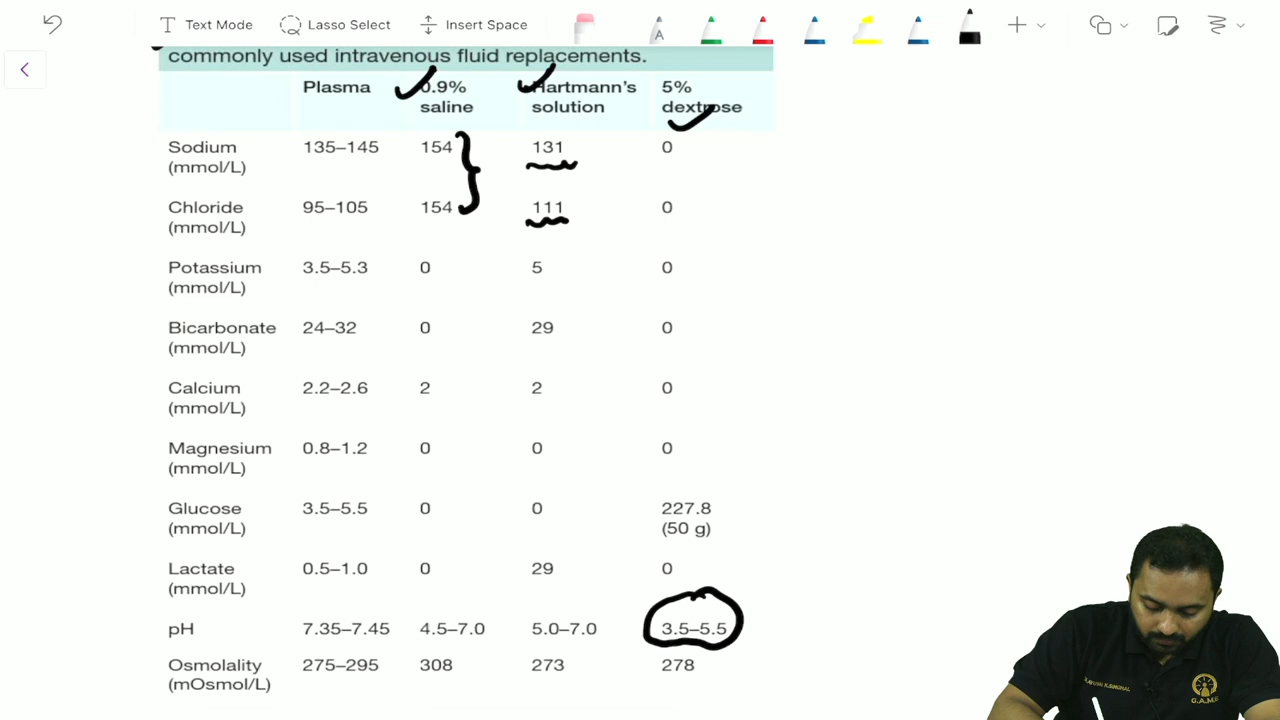 Text Mode Lasso Select Insert Space
commonly used intravenous fluid replacements.
Plasma 0.9% saline Hartmann's solution 5% dextrose
Sodium (mmol/L) 135–145 154 131 0
Chloride (mmol/L) 95–105 154 111 0
Potassium (mmol/L) 3.5–5.3 0 5 0
Bicarbonate (mmol/L) 24–32 0 29 0
Calcium (mmol/L) 2.2–2.6 2 2 0
Magnesium (mmol/L) 0.8–1.2 0 0 0
Glucose (mmol/L) 3.5–5.5 0 0 227.8 (50 g)
Lactate (mmol/L) 0.5–1.0 0 29 0
pH 7.35–7.45 4.5–7.0 5.0–7.0 3.5–5.5
Osmolality (mOsmol/L) 275–295 308 273 278
G.A.M.E